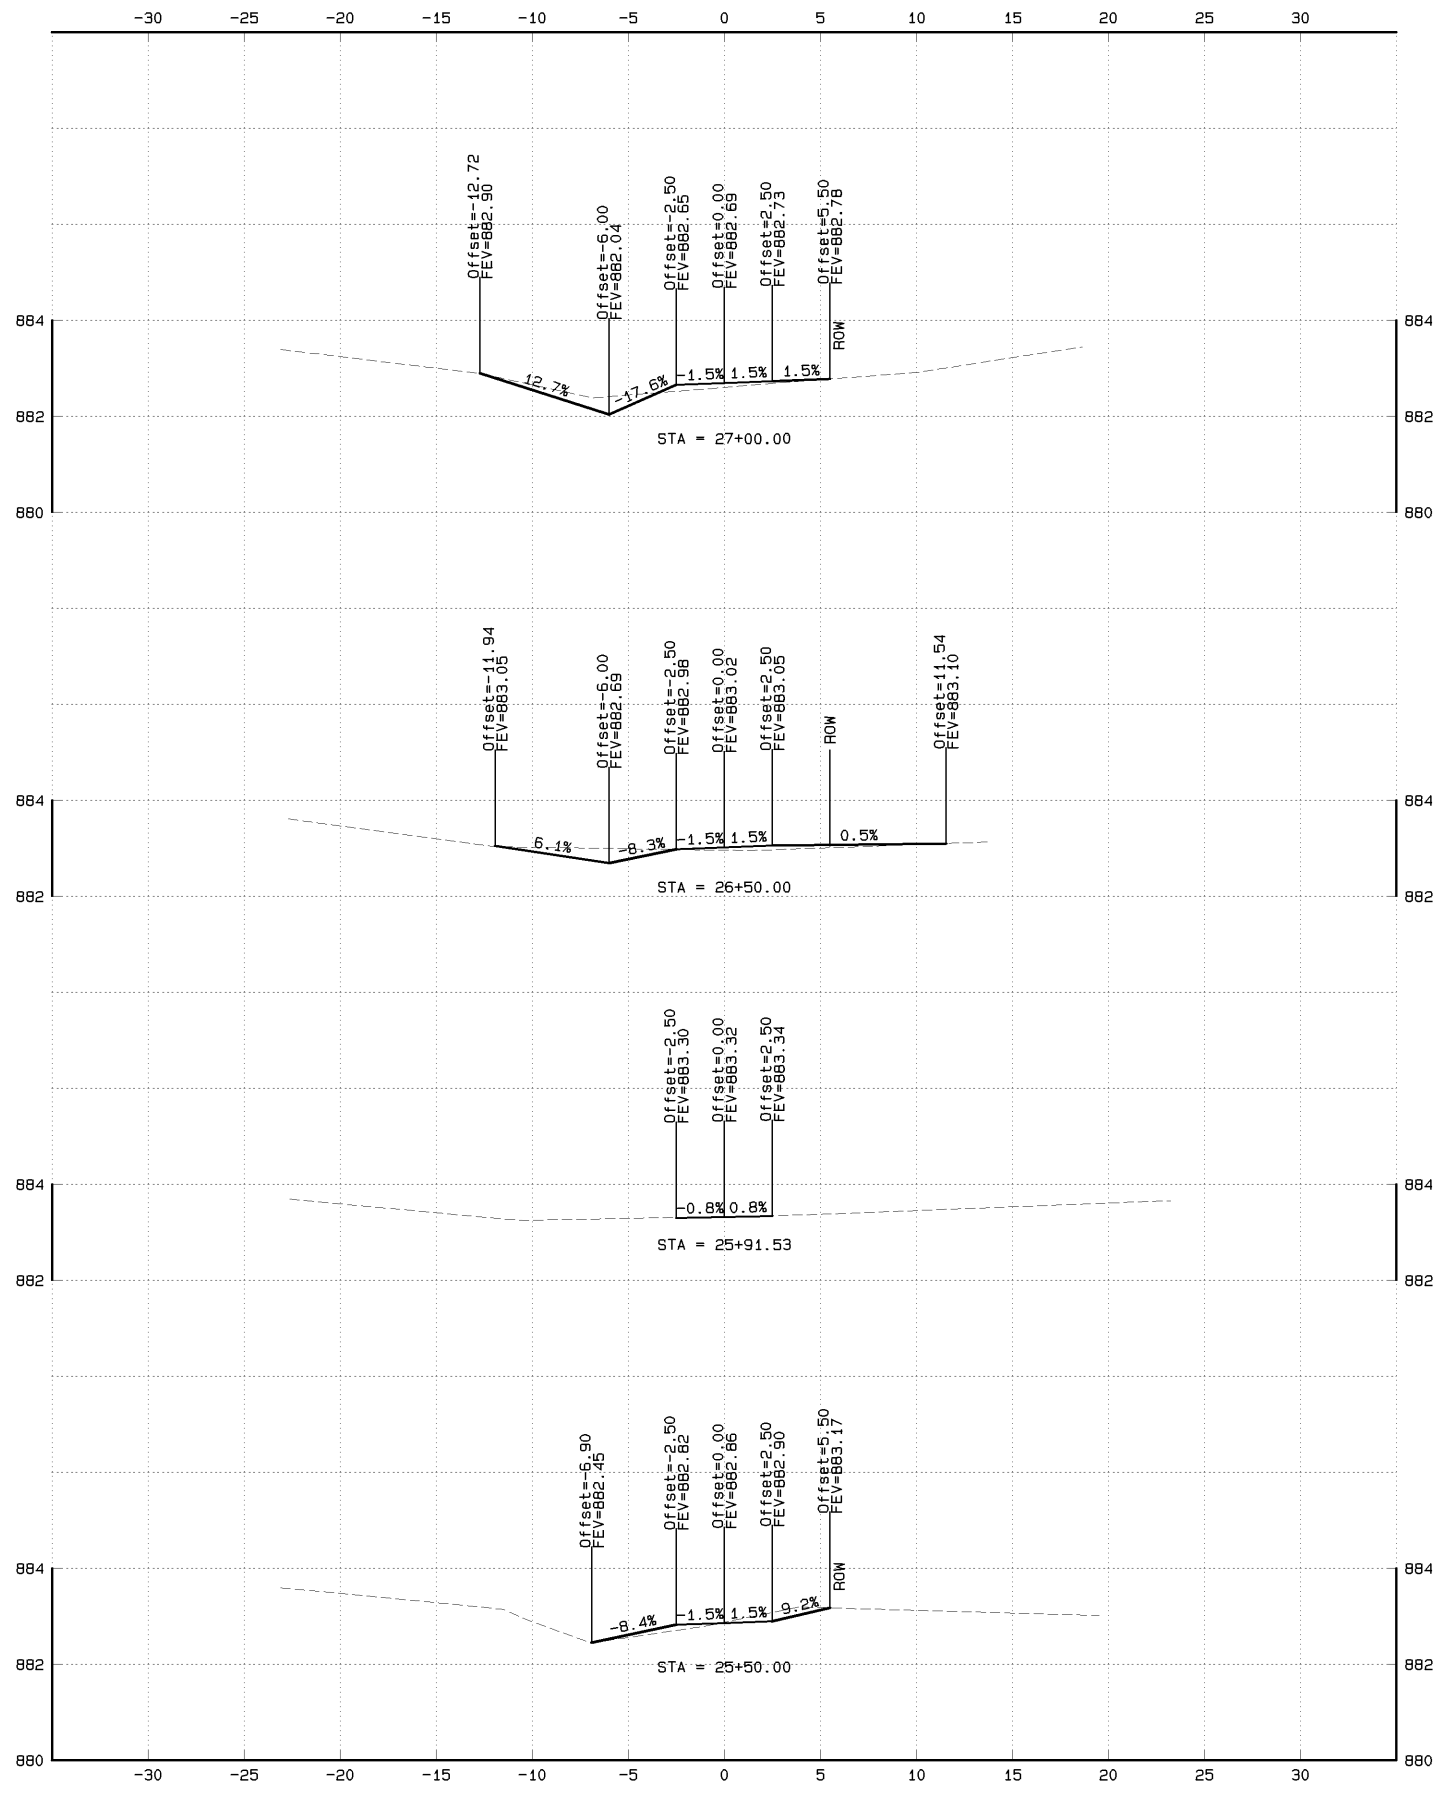 -30 -25 -20 -15 -10 -5 0 5 10 15 20 25 30
Offset=-12.72
FEV=882.90
Offset=-6.00
FEV=882.04
Offset=-2.50
FEV=882.65
Offset=0.00
FEV=882.69
Offset=2.50
FEV=882.73
Offset=5.50
FEV=882.78
ROW
884 884
12.7% -17.6% -1.5% 1.5% 1.5%
882 882
STA = 27+00.00
880 880
Offset=-11.94
FEV=883.05
Offset=-6.00
FEV=882.69
Offset=-2.50
FEV=882.98
Offset=0.00
FEV=883.02
Offset=2.50
FEV=883.05
ROW
Offset=11.54
FEV=883.10
884 884
6.1% -8.3% -1.5% 1.5% 0.5%
STA = 26+50.00
882 882
Offset=-2.50
FEV=883.30
Offset=0.00
FEV=883.32
Offset=2.50
FEV=883.34
884 884
-0.8% 0.8%
STA = 25+91.53
882 882
Offset=-6.90
FEV=882.45
Offset=-2.50
FEV=882.82
Offset=0.00
FEV=882.86
Offset=2.50
FEV=882.90
Offset=5.50
FEV=883.17
ROW
884 884
-8.4% -1.5% 1.5% 9.2%
882 882
STA = 25+50.00
880 880
-30 -25 -20 -15 -10 -5 0 5 10 15 20 25 30